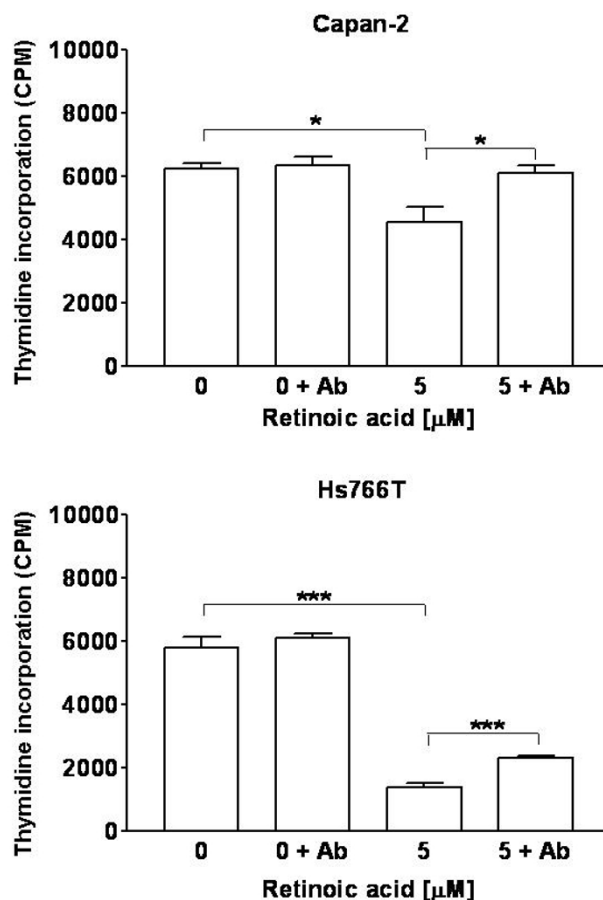 Capan-2
Thymidine incorporation (CPM)
10000
8000
6000
4000
2000
0
*
*
0 0 + Ab 5 5 + Ab
Retinoic acid [µM]
Hs766T
Thymidine incorporation (CPM)
10000
8000
6000
4000
2000
0
***
***
0 0 + Ab 5 5 + Ab
Retinoic acid [µM]